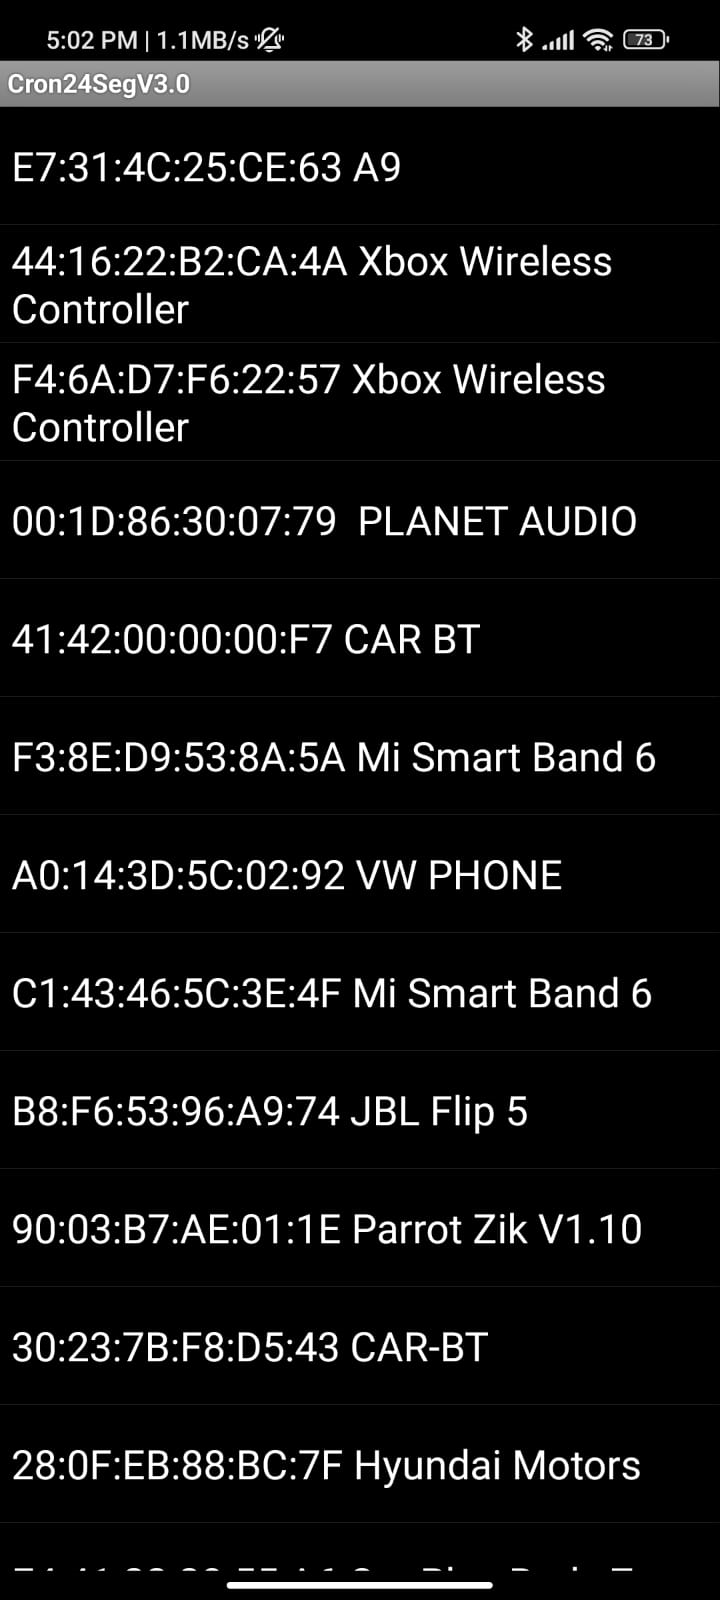 5:02 PM | 1.1MB/s 73
Cron24SegV3.0
E7:31:4C:25:CE:63 A9
44:16:22:B2:CA:4A Xbox Wireless
Controller
F4:6A:D7:F6:22:57 Xbox Wireless
Controller
00:1D:86:30:07:79  PLANET AUDIO
41:42:00:00:00:F7 CAR BT
F3:8E:D9:53:8A:5A Mi Smart Band 6
A0:14:3D:5C:02:92 VW PHONE
C1:43:46:5C:3E:4F Mi Smart Band 6
B8:F6:53:96:A9:74 JBL Flip 5
90:03:B7:AE:01:1E Parrot Zik V1.10
30:23:7B:F8:D5:43 CAR-BT
28:0F:EB:88:BC:7F Hyundai Motors